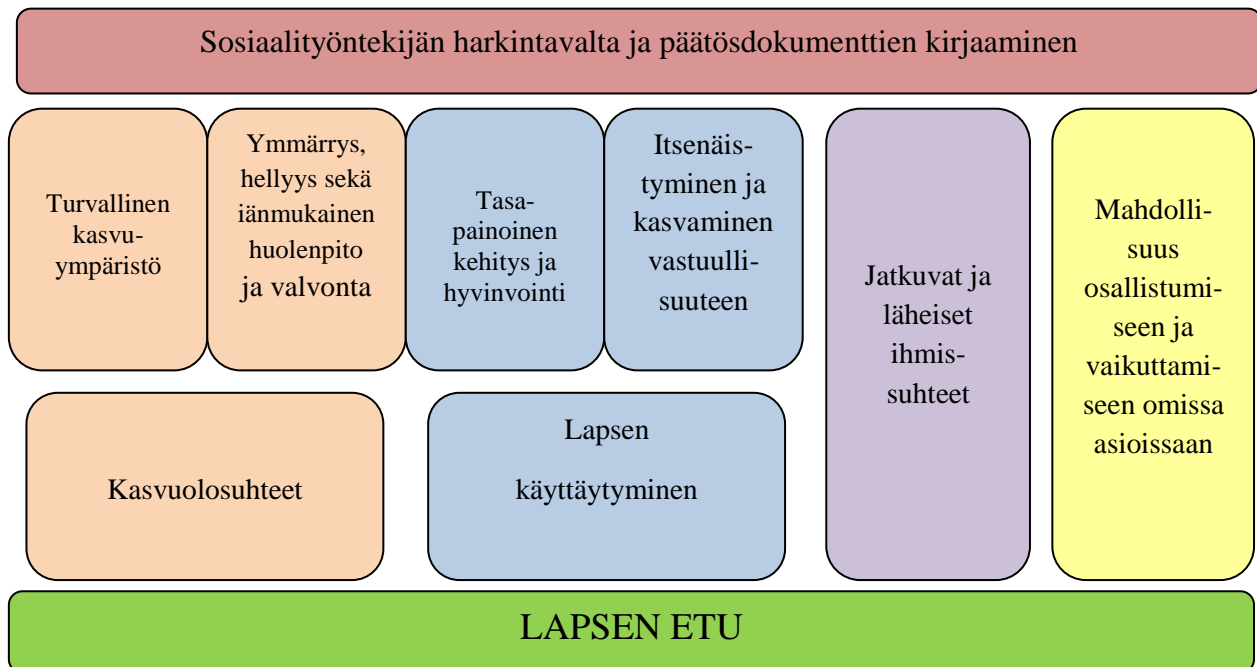 Sosiaalityöntekijän harkintavalta ja päätösdokumenttien kirjaaminen
Turvallinen
kasvu-
ympäristö
Ymmärrys,
hellyys sekä
iänmukainen
huolenpito
ja valvonta
Tasa-
painoinen
kehitys ja
hyvinvointi
Itsenäis-
tyminen ja
kasvaminen
vastuulli-
suuteen
Jatkuvat ja
läheiset
ihmis-
suhteet
Mahdolli-
suus
osallistumi-
seen ja
vaikuttami-
seen omissa
asioissaan
Kasvuolosuhteet
Lapsen
käyttäytyminen
LAPSEN ETU